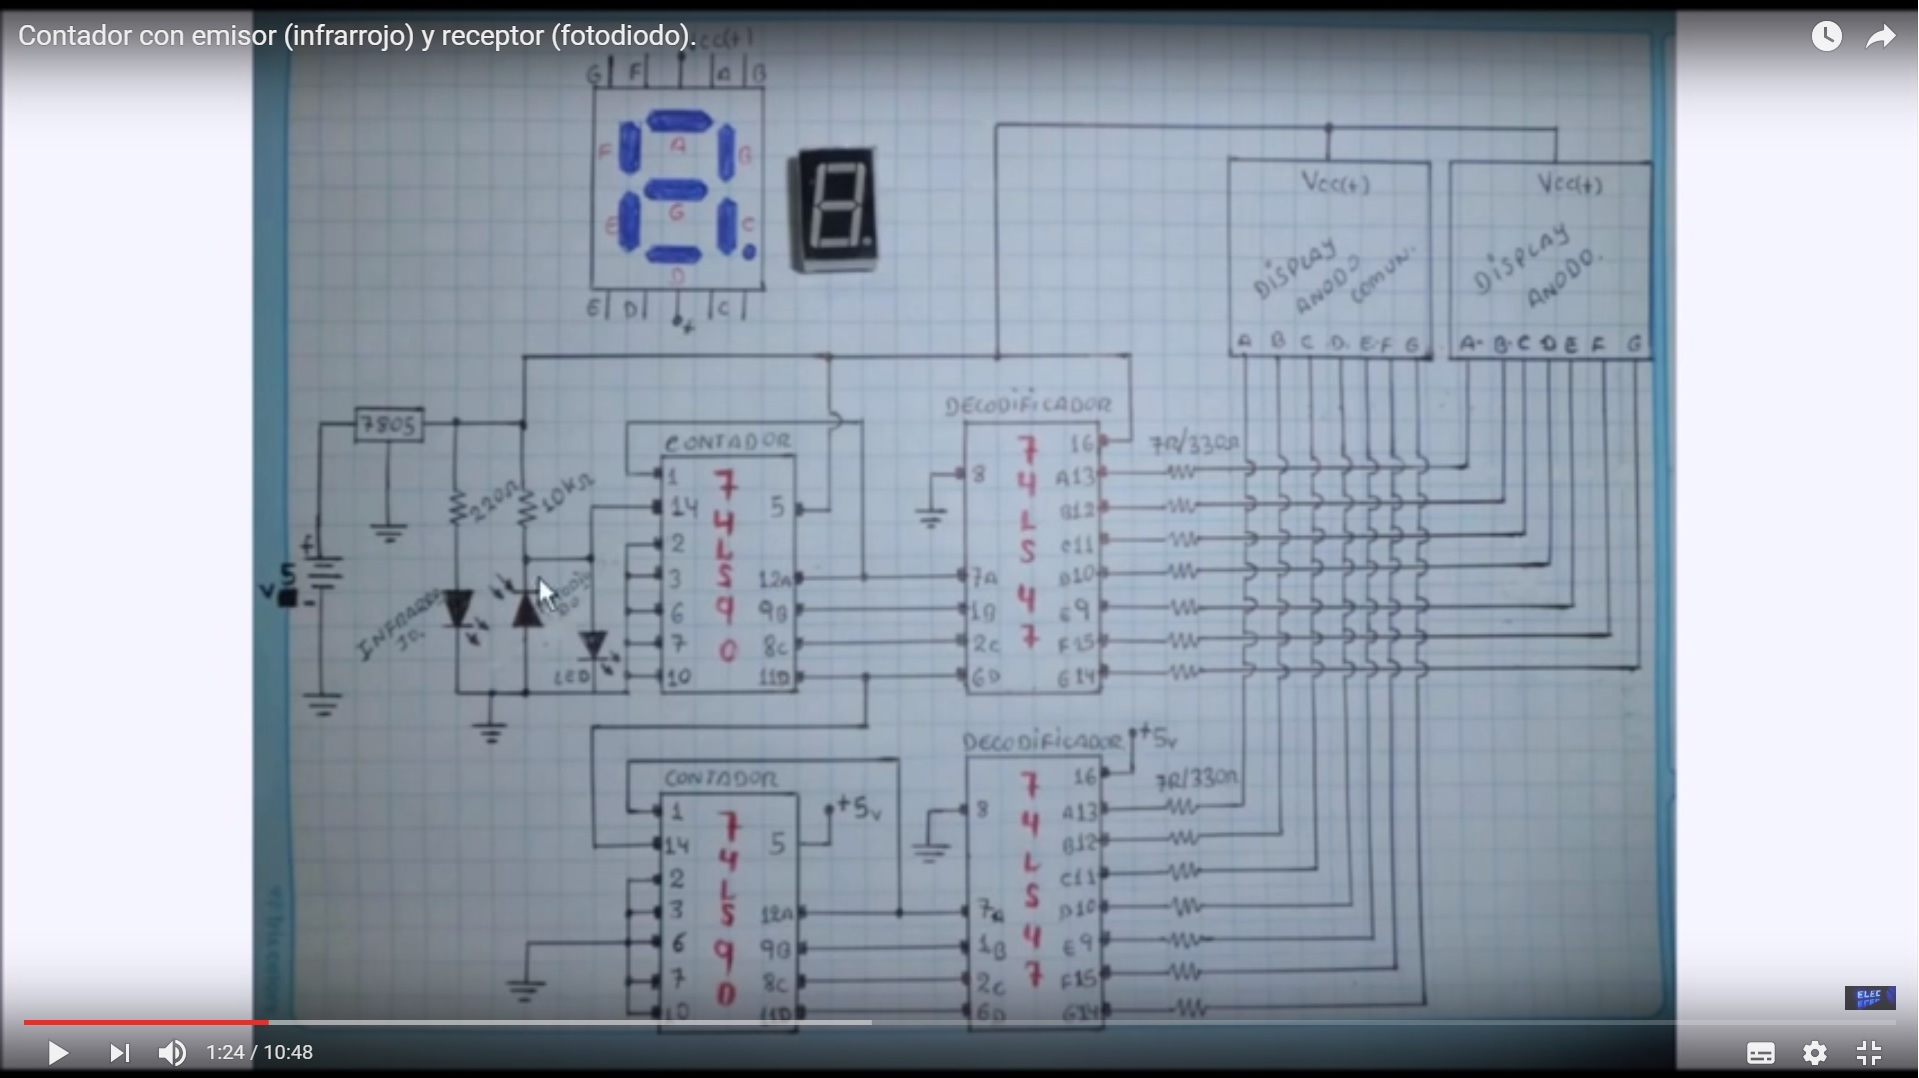 Contador con emisor (infrarrojo) y receptor (fotodiodo).
Vcc(+)
G F A B
A
F B
G
E C
D
E D C
+
Vcc(+) Vcc(+)
DISPLAY ANODO COMUN.
DISPLAY ANODO.
A B C D E F G
A B C D E F G
7805
220Ω
10KΩ
+
5
V
-
INFRARROJO.
LED
CONTADOR
74LS90
1
14
2
3
6
7
10
5
12A
9B
8C
11D
DECODIFICADOR
74LS47
8
7A
1B
2C
6D
16
A13
B12
C11
D10
E9
F15
G14
7R/330Ω
CONTADOR
74LS90
1
14
2
3
6
7
10
5
+5v
12A
9B
8C
11D
DECODIFICADOR
+5v
74LS47
8
7A
1B
2C
6D
16
A13
B12
C11
D10
E9
F15
G14
7R/330Ω
ELEC
1:24 / 10:48